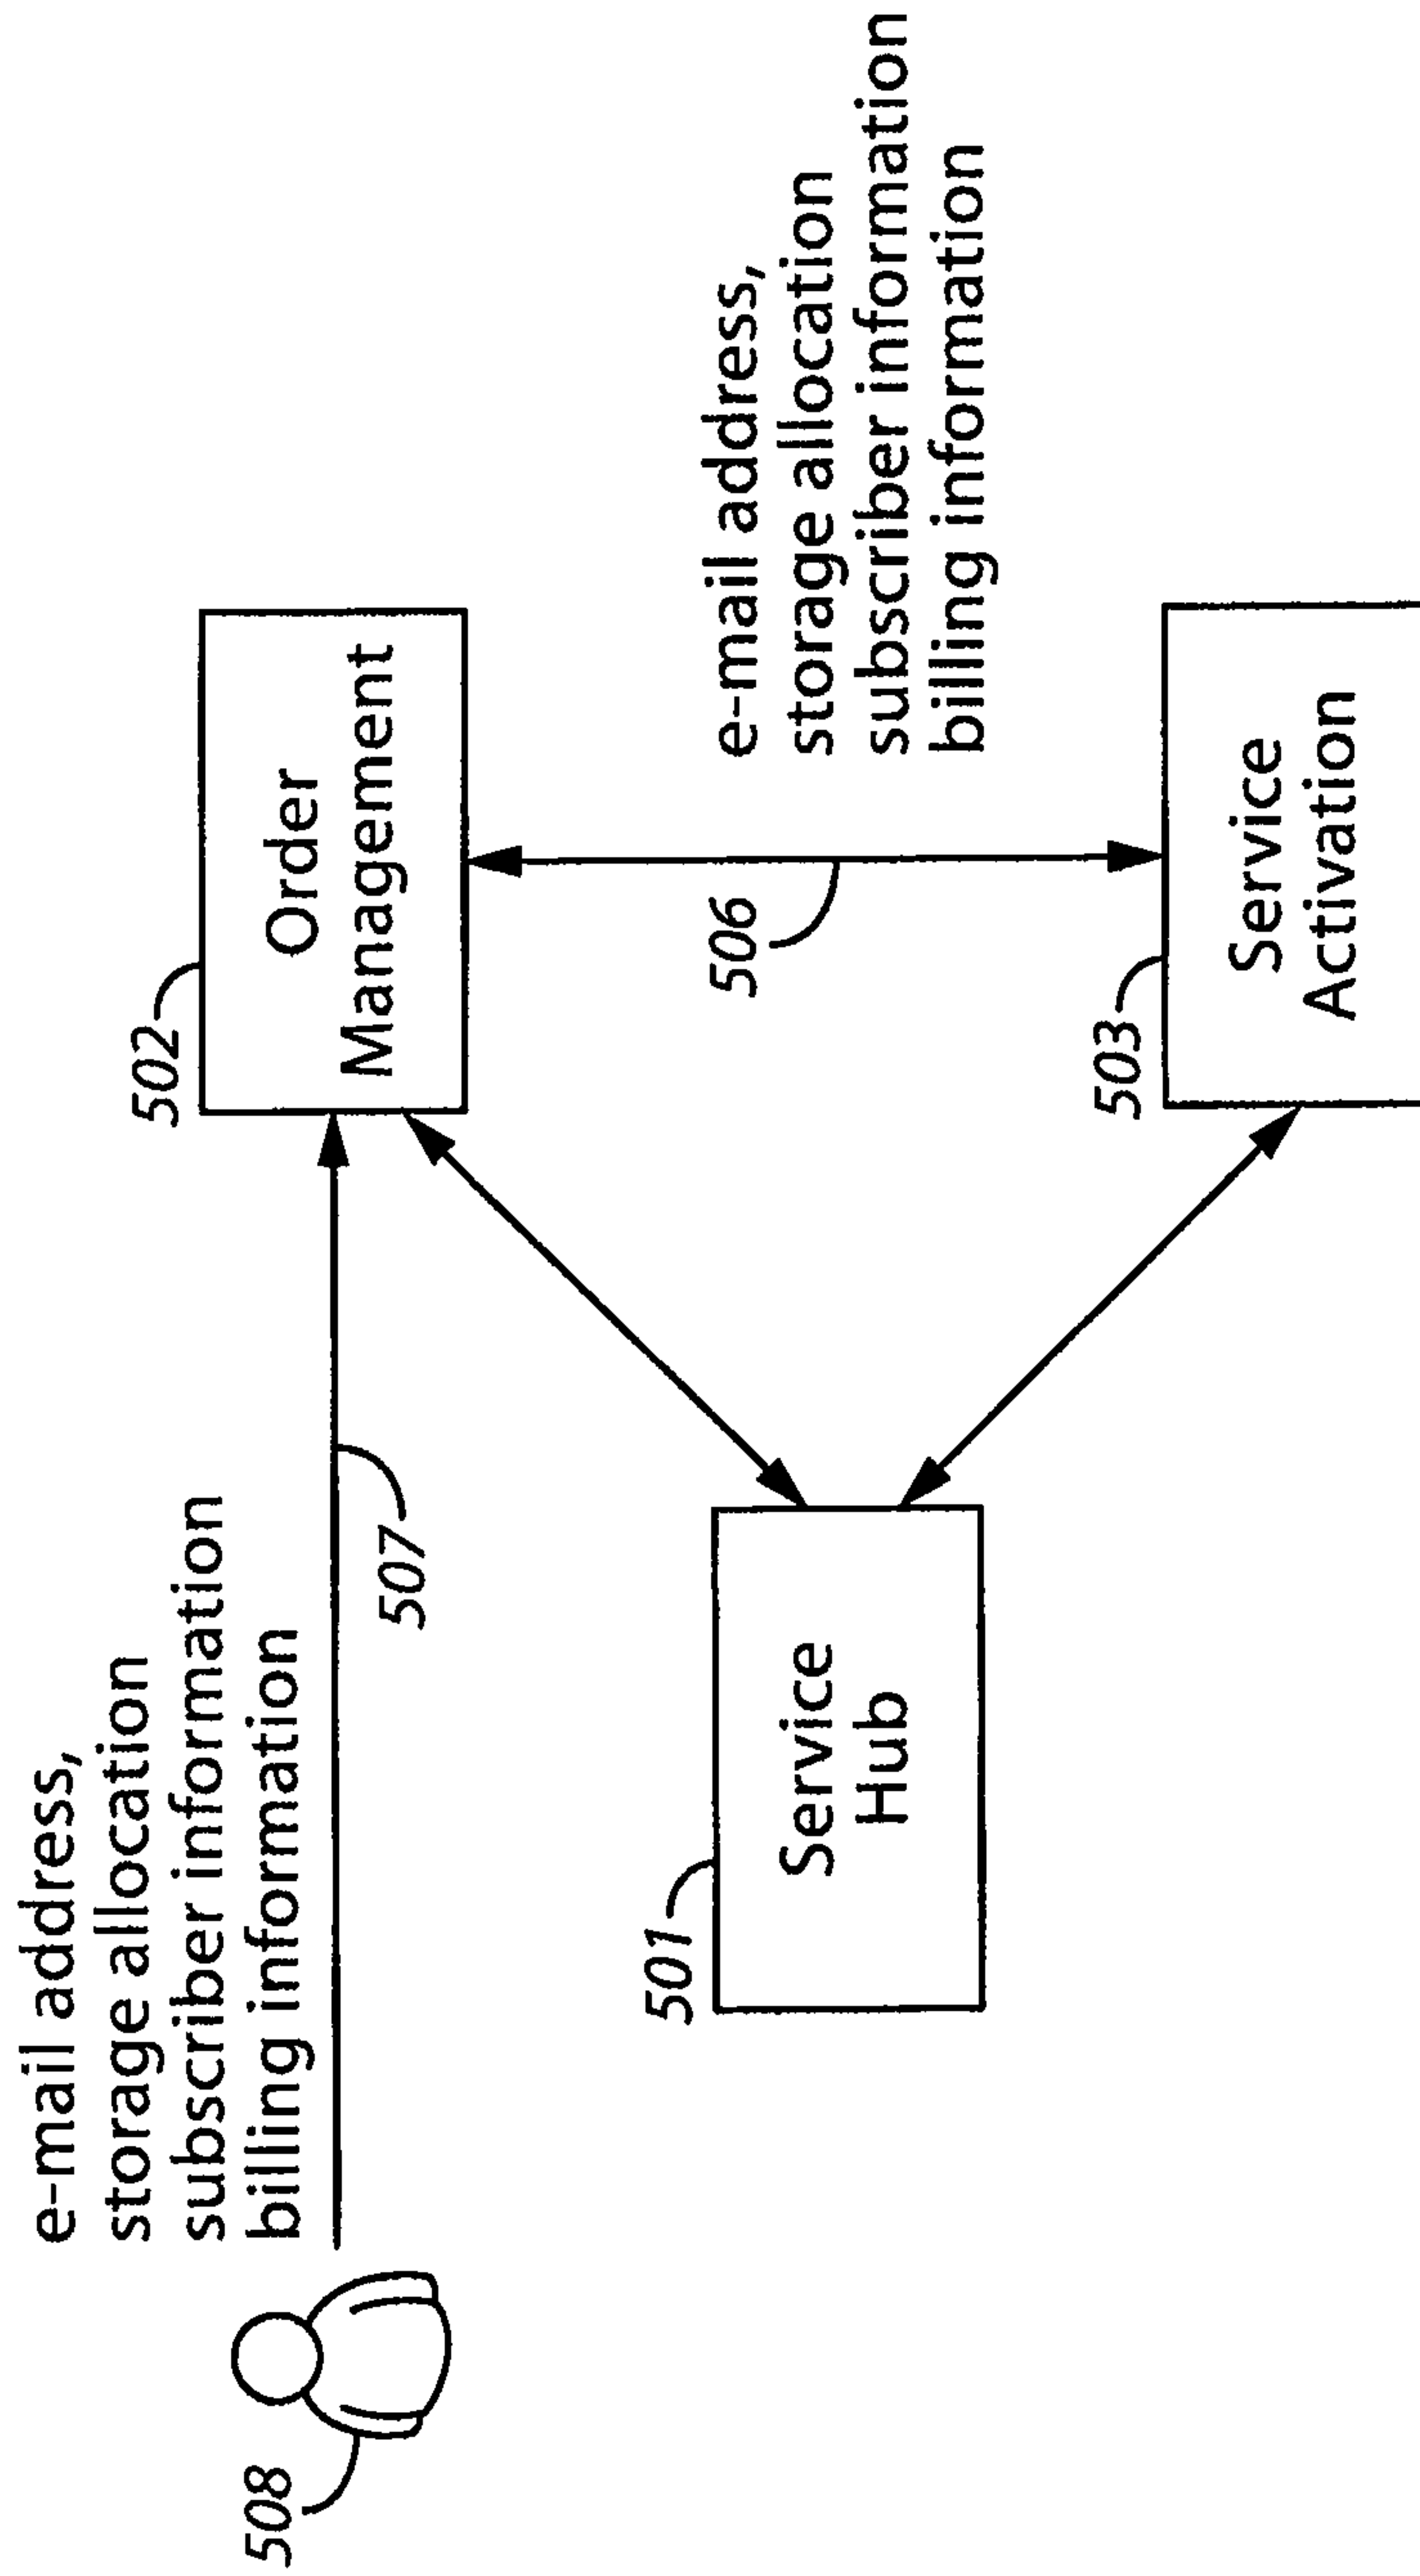 e-mail address,
storage allocation
subscriber information
billing information
508
507
502
Order
Management
501
Service
Hub
506
e-mail address,
storage allocation
subscriber information
billing information
503
Service
Activation